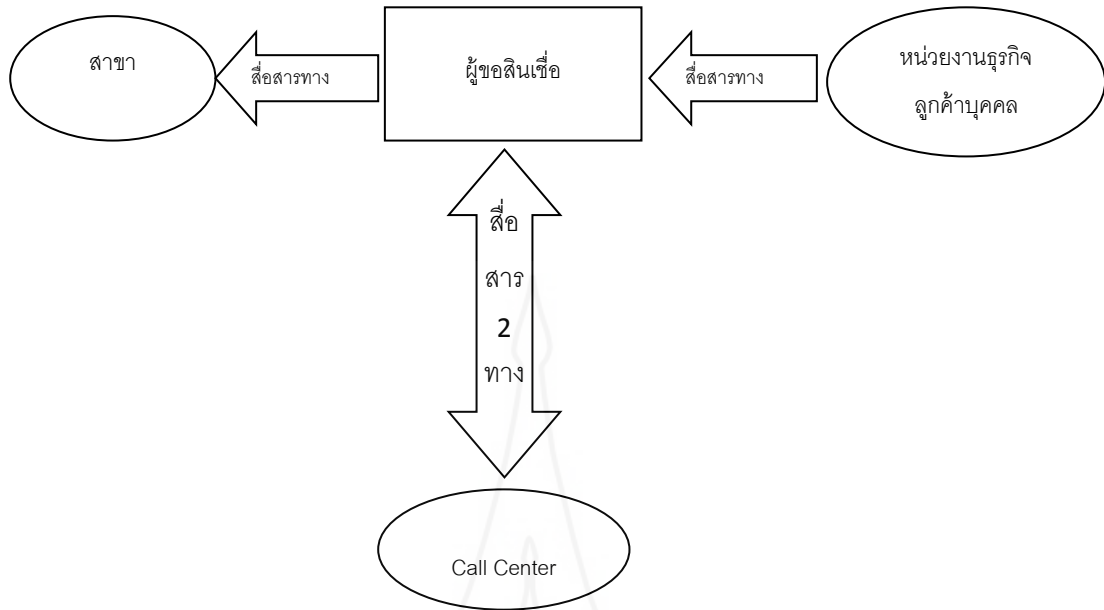 สาขา
สื่อสารทาง
ผู้ขอสินเชื่อ
สื่อสารทาง
หน่วยงานธุรกิจ
ลูกค้าบุคคล
สื่อ
สาร
2
ทาง
Call Center